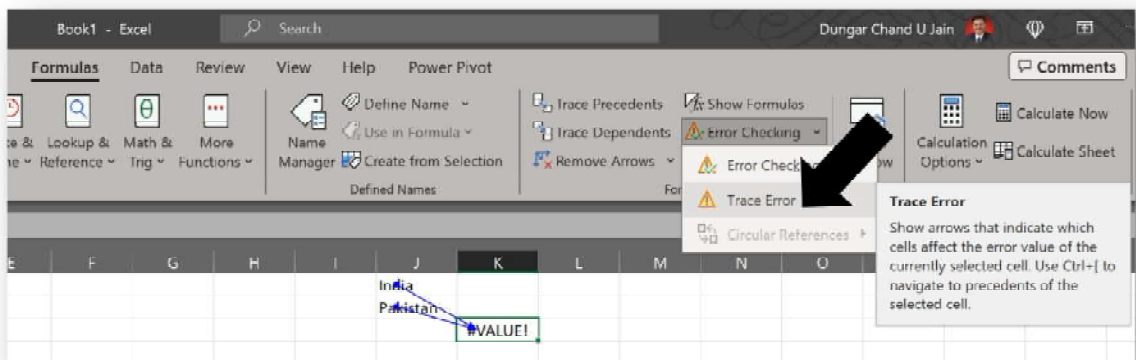 Book1 - Excel Search Dungar Chand U Jain
Formulas Data Review View Help Power Pivot Comments
Lookup & Reference
Math & Trig
More Functions
Name Manager
Define Name
Use in Formula
Create from Selection
Defined Names
Trace Precedents
Trace Dependents
Remove Arrows
Show Formulas
Error Checking
For
Error Checking
Trace Error
Circular References
Calculation Options
Calculate Now
Calculate Sheet
Trace Error
Show arrows that indicate which
cells affect the error value of the
currently selected cell. Use Ctrl+[ to
navigate to precedents of the
selected cell.
E F G H I J K L M N O
India
Pakistan
#VALUE!